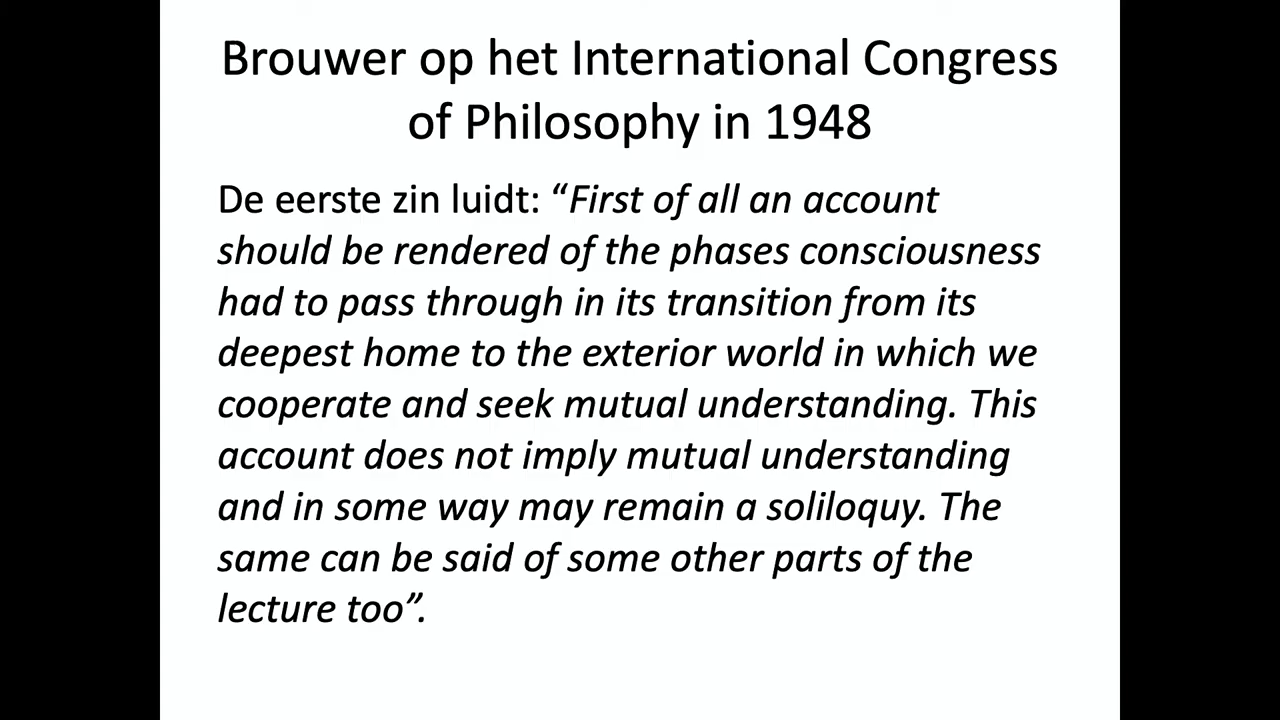 Brouwer op het International Congress
of Philosophy in 1948
De eerste zin luidt: “First of all an account
should be rendered of the phases consciousness
had to pass through in its transition from its
deepest home to the exterior world in which we
cooperate and seek mutual understanding. This
account does not imply mutual understanding
and in some way may remain a soliloquy. The
same can be said of some other parts of the
lecture too”.